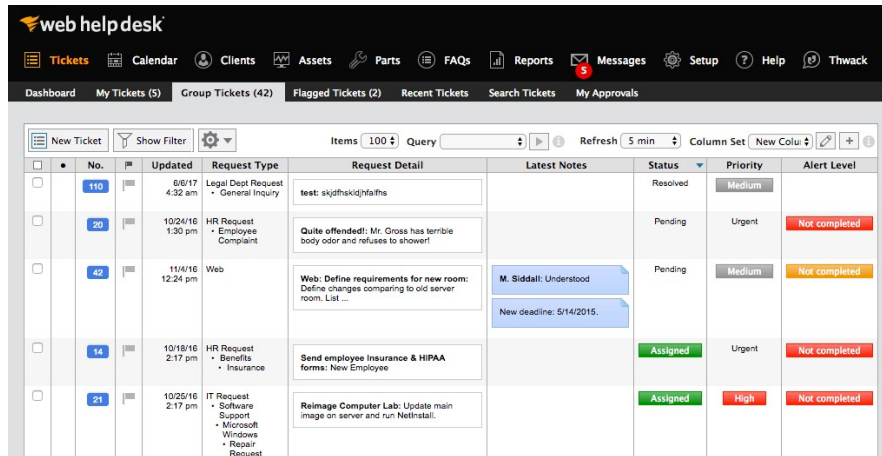 web help desk
Tickets Calendar Clients Assets Parts FAQs Reports Messages Setup Help Thwack
5
Dashboard My Tickets (5) Group Tickets (42) Flagged Tickets (2) Recent Tickets Search Tickets My Approvals
New Ticket Show Filter Items 100 Query Refresh 5 min Column Set New Colu
No. Updated Request Type Request Detail Latest Notes Status Priority Alert Level
110 6/6/17 Legal Dept Request Resolved Medium
4:32 am • General Inquiry test: skjdfhskldjhfalfhs
20 10/24/16 HR Request Pending Urgent Not completed
1:30 pm • Employee Quite offended!: Mr. Gross has terrible
Complaint body odor and refuses to shower!
42 11/4/16 Web Pending Medium Not completed
12:24 pm Web: Define requirements for new room: M. Siddall: Understood
Define changes comparing to old server
room. List ...
New deadline: 5/14/2015.
14 10/18/16 HR Request Assigned Urgent Not completed
2:17 pm • Benefits Send employee Insurance & HIPAA
• Insurance forms: New Employee
21 10/25/16 IT Request Assigned High Not completed
2:17 pm • Software Reimage Computer Lab: Update main
Support image on server and run NetInstall.
• Microsoft
Windows
• Repair
Request